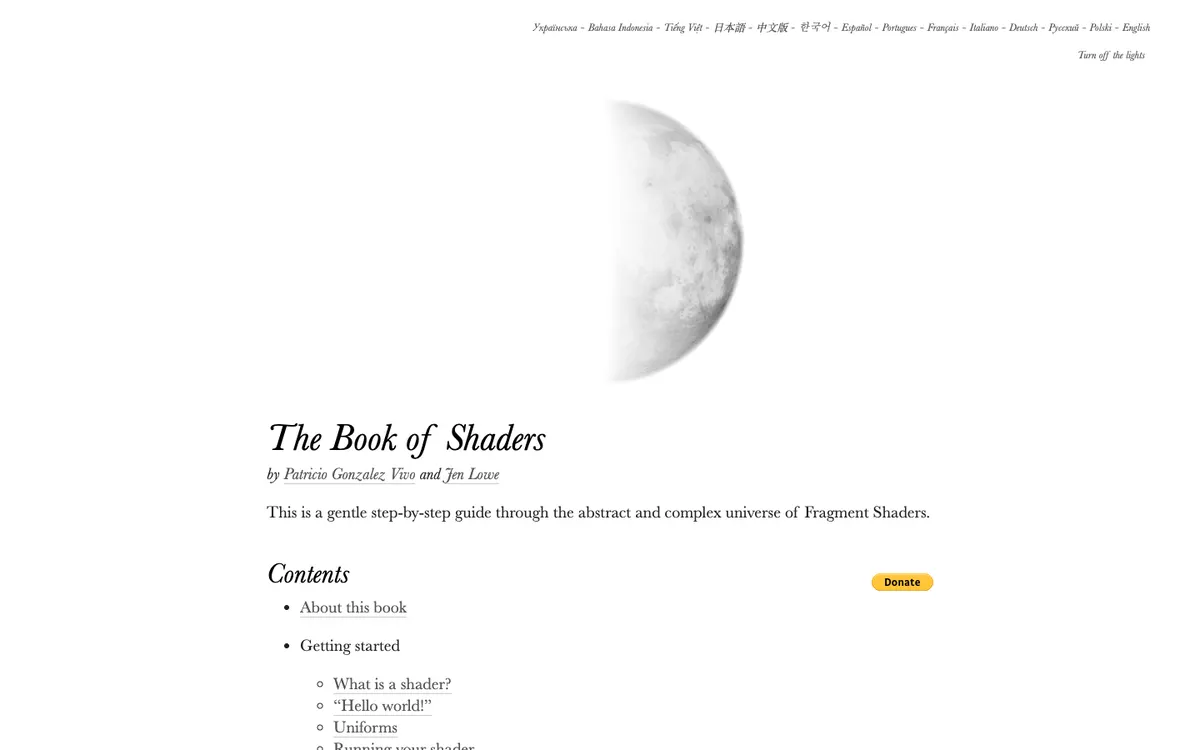 Українська - Bahasa Indonesia - Tiếng Việt - 日本語 - 中文版 - 한국어 - Español - Portugues - Français - Italiano - Deutsch - Русский - Polski - English
Turn off the lights
The Book of Shaders
by Patricio Gonzalez Vivo and Jen Lowe
This is a gentle step-by-step guide through the abstract and complex universe of Fragment Shaders.
Contents
Donate
About this book
Getting started
What is a shader?
“Hello world!”
Uniforms
Running your shader